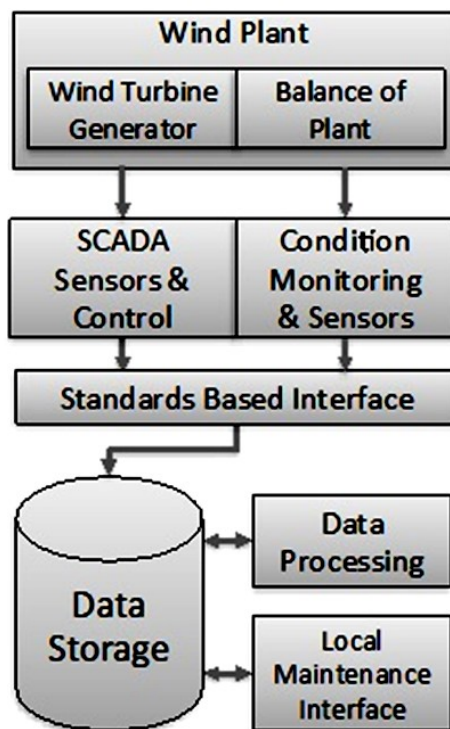 Wind Plant
Wind Turbine
Generator
Balance of
Plant
SCADA
Sensors &
Control
Condition
Monitoring
& Sensors
Standards Based Interface
Data
Storage
Data
Processing
Local
Maintenance
Interface